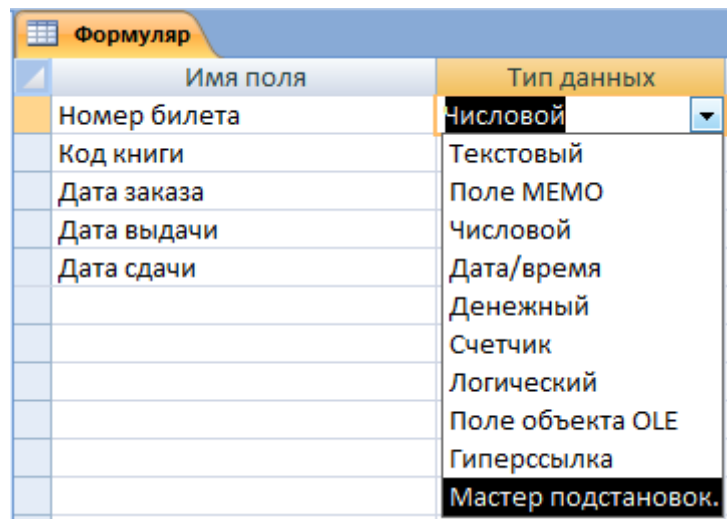 Формуляр
Имя поля Тип данных
Номер билета Числовой
Код книги Текстовый
Дата заказа Поле МЕМО
Дата выдачи Числовой
Дата сдачи Дата/время
Денежный
Счетчик
Логический
Поле объекта OLE
Гиперссылка
Мастер подстановок.